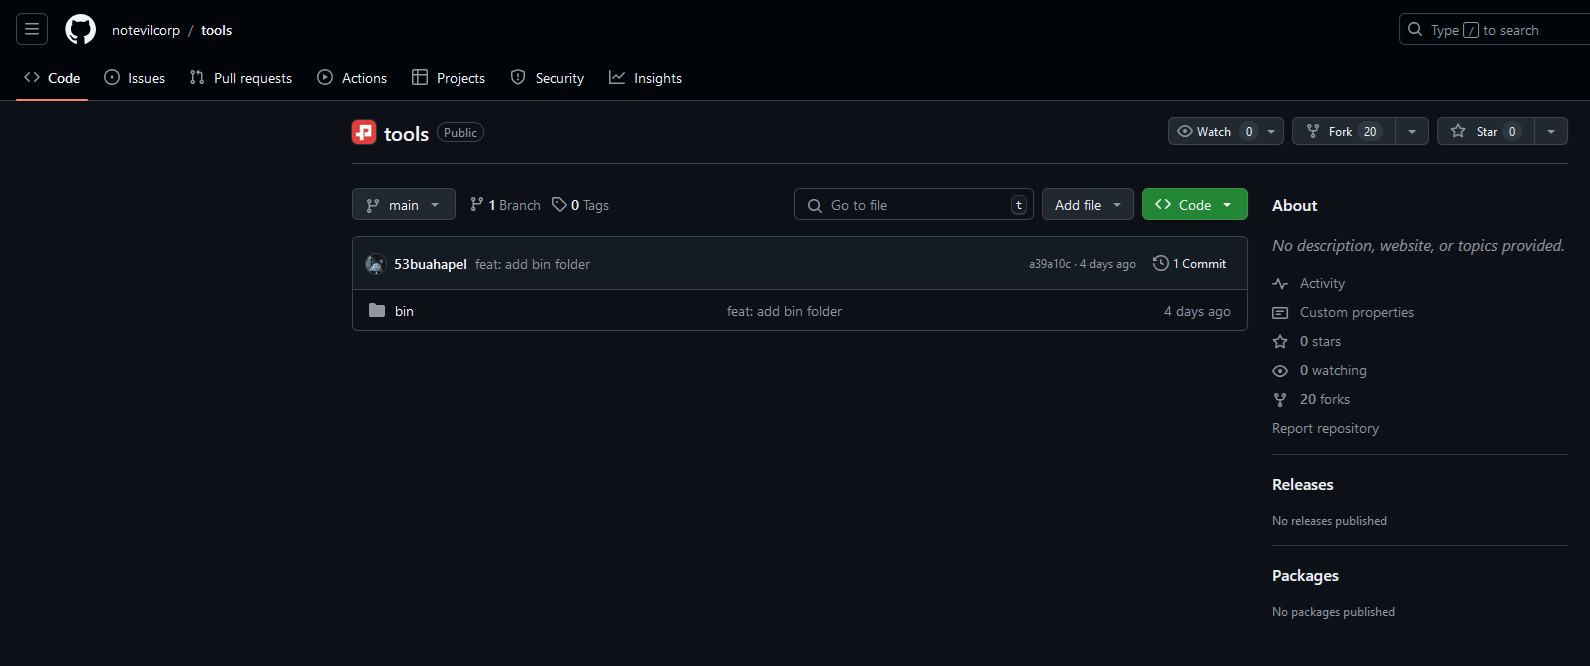 notevilcorp / tools
Type / to search
Code Issues Pull requests Actions Projects Security Insights
tools Public
Watch 0 Fork 20 Star 0
main 1 Branch 0 Tags Go to file t Add file Code
53buahapel feat: add bin folder a39a10c · 4 days ago 1 Commit
bin feat: add bin folder 4 days ago
About
No description, website, or topics provided.
Activity
Custom properties
0 stars
0 watching
20 forks
Report repository
Releases
No releases published
Packages
No packages published